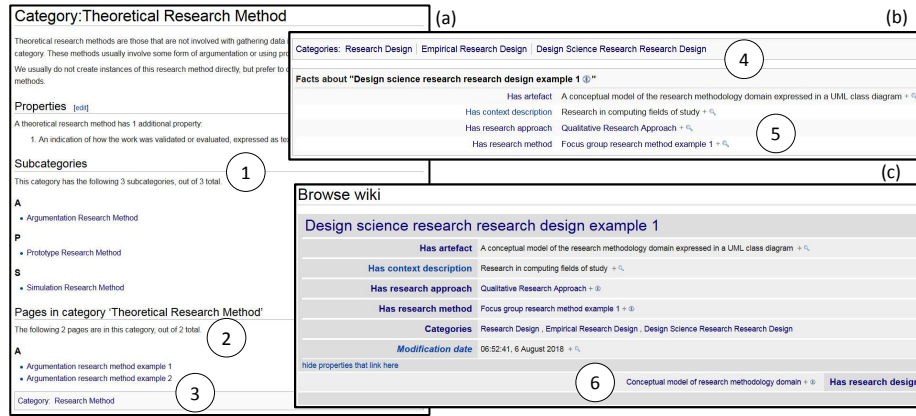 Category:Theoretical Research Method
(a)
Theoretical research methods are those that are not involved with gathering data
category. These methods usually involve some form of argumentation or using
We usually do not create instances of this research method directly, but prefer to
methods.
Properties [edit]
A theoretical research method has 1 additional property:
1. An indication of how the work was validated or evaluated, expressed as
Subcategories
1
This category has the following 3 subcategories, out of 3 total.
A
• Argumentation Research Method
P
• Prototype Research Method
S
• Simulation Research Method
Pages in category 'Theoretical Research Method'
The following 2 pages are in this category, out of 2 total.
2
A
• Argumentation research method example 1
• Argumentation research method example 2
3
Category: Research Method
(b)
Categories: Research Design | Empirical Research Design | Design Science Research Research Design
4
Facts about "Design science research research design example 1"
Has artefact A conceptual model of the research methodology domain expressed in a UML class diagram +
Has context description Research in computing fields of study +
Has research approach Qualitative Research Approach +
5
Has research method Focus group research method example 1 +
(c)
Browse wiki
Design science research research design example 1
Has artefact A conceptual model of the research methodology domain expressed in a UML class diagram +
Has context description Research in computing fields of study +
Has research approach Qualitative Research Approach +
Has research method Focus group research method example 1 +
Categories Research Design , Empirical Research Design , Design Science Research Research Design
Modification date 06:52:41, 6 August 2018 +
hide properties that link here
6
Conceptual model of research methodology domain + Has research design